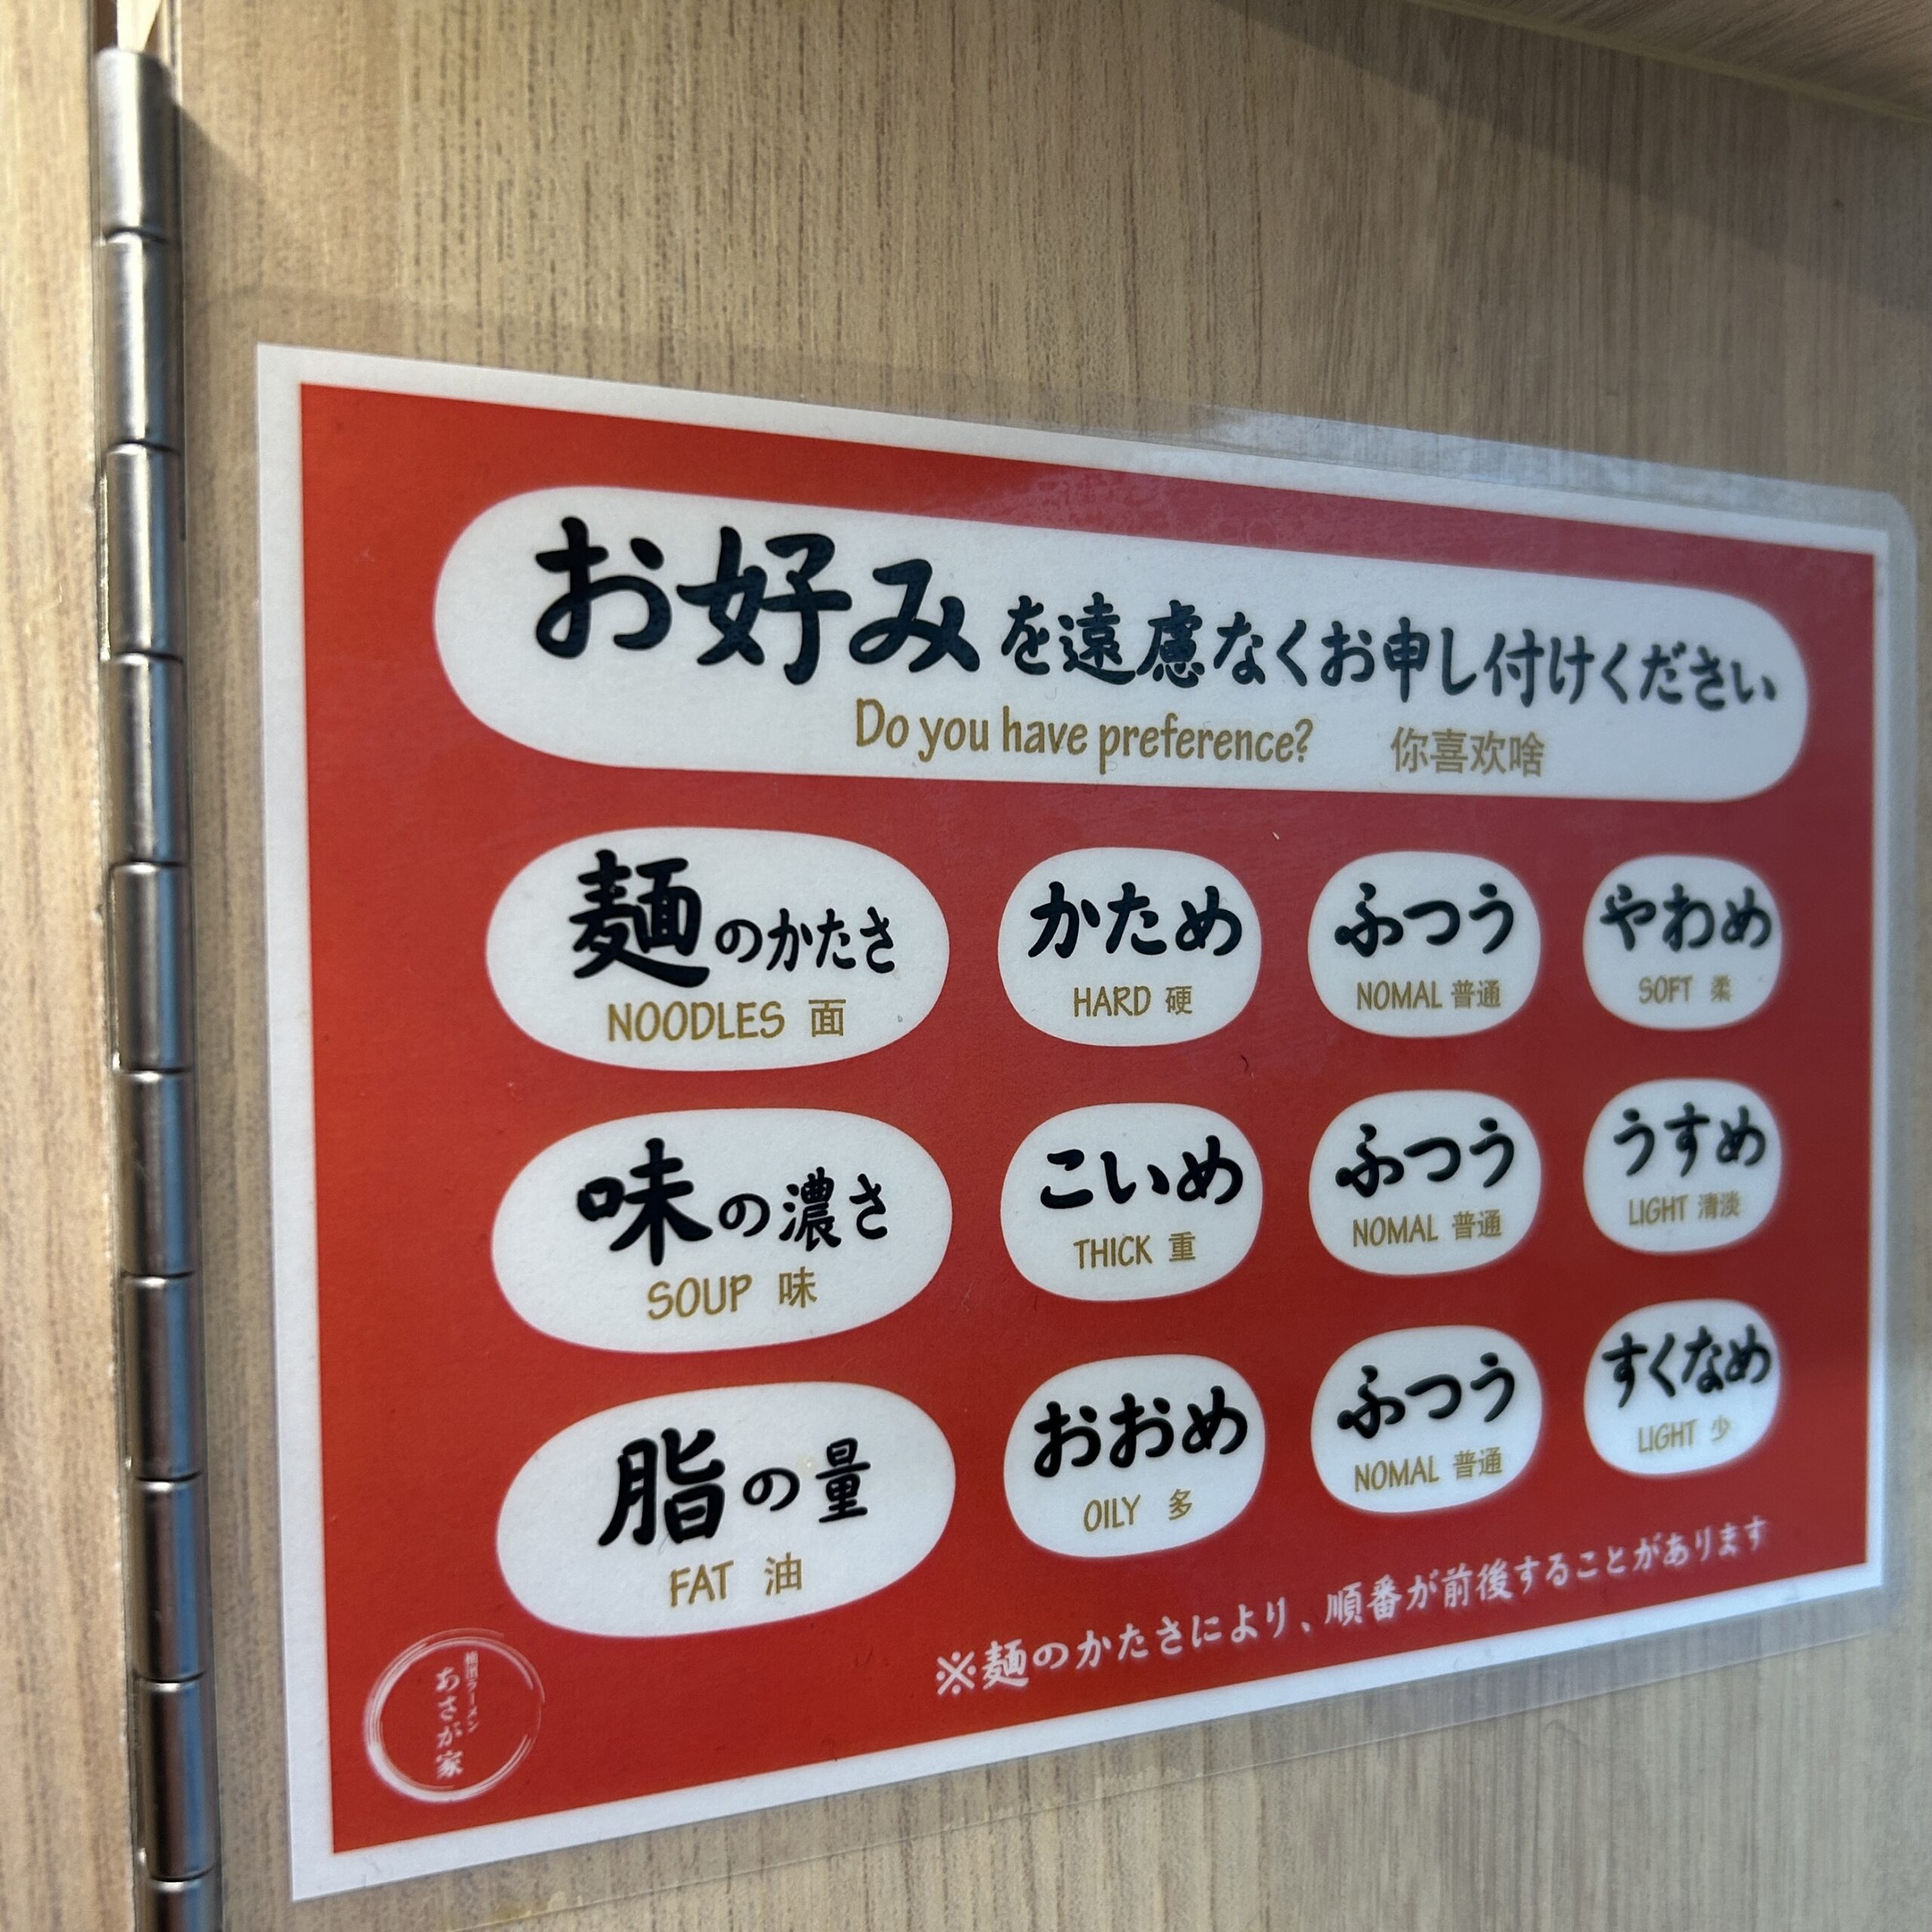 お好みを遠慮なくお申し付けください
Do you have preference? 你喜欢啥
麺のかたさ
NOODLES 面
かため
HARD 硬
ふつう
NOMAL 普通
やわめ
SOFT 柔
味の濃さ
SOUP 味
こいめ
THICK 重
ふつう
NOMAL 普通
うすめ
LIGHT 清淡
脂の量
FAT 油
おおめ
OILY 多
ふつう
NOMAL 普通
すくなめ
LIGHT 少
※麺のかたさにより、順番が前後することがあります
横濱ラーメン
あさが家